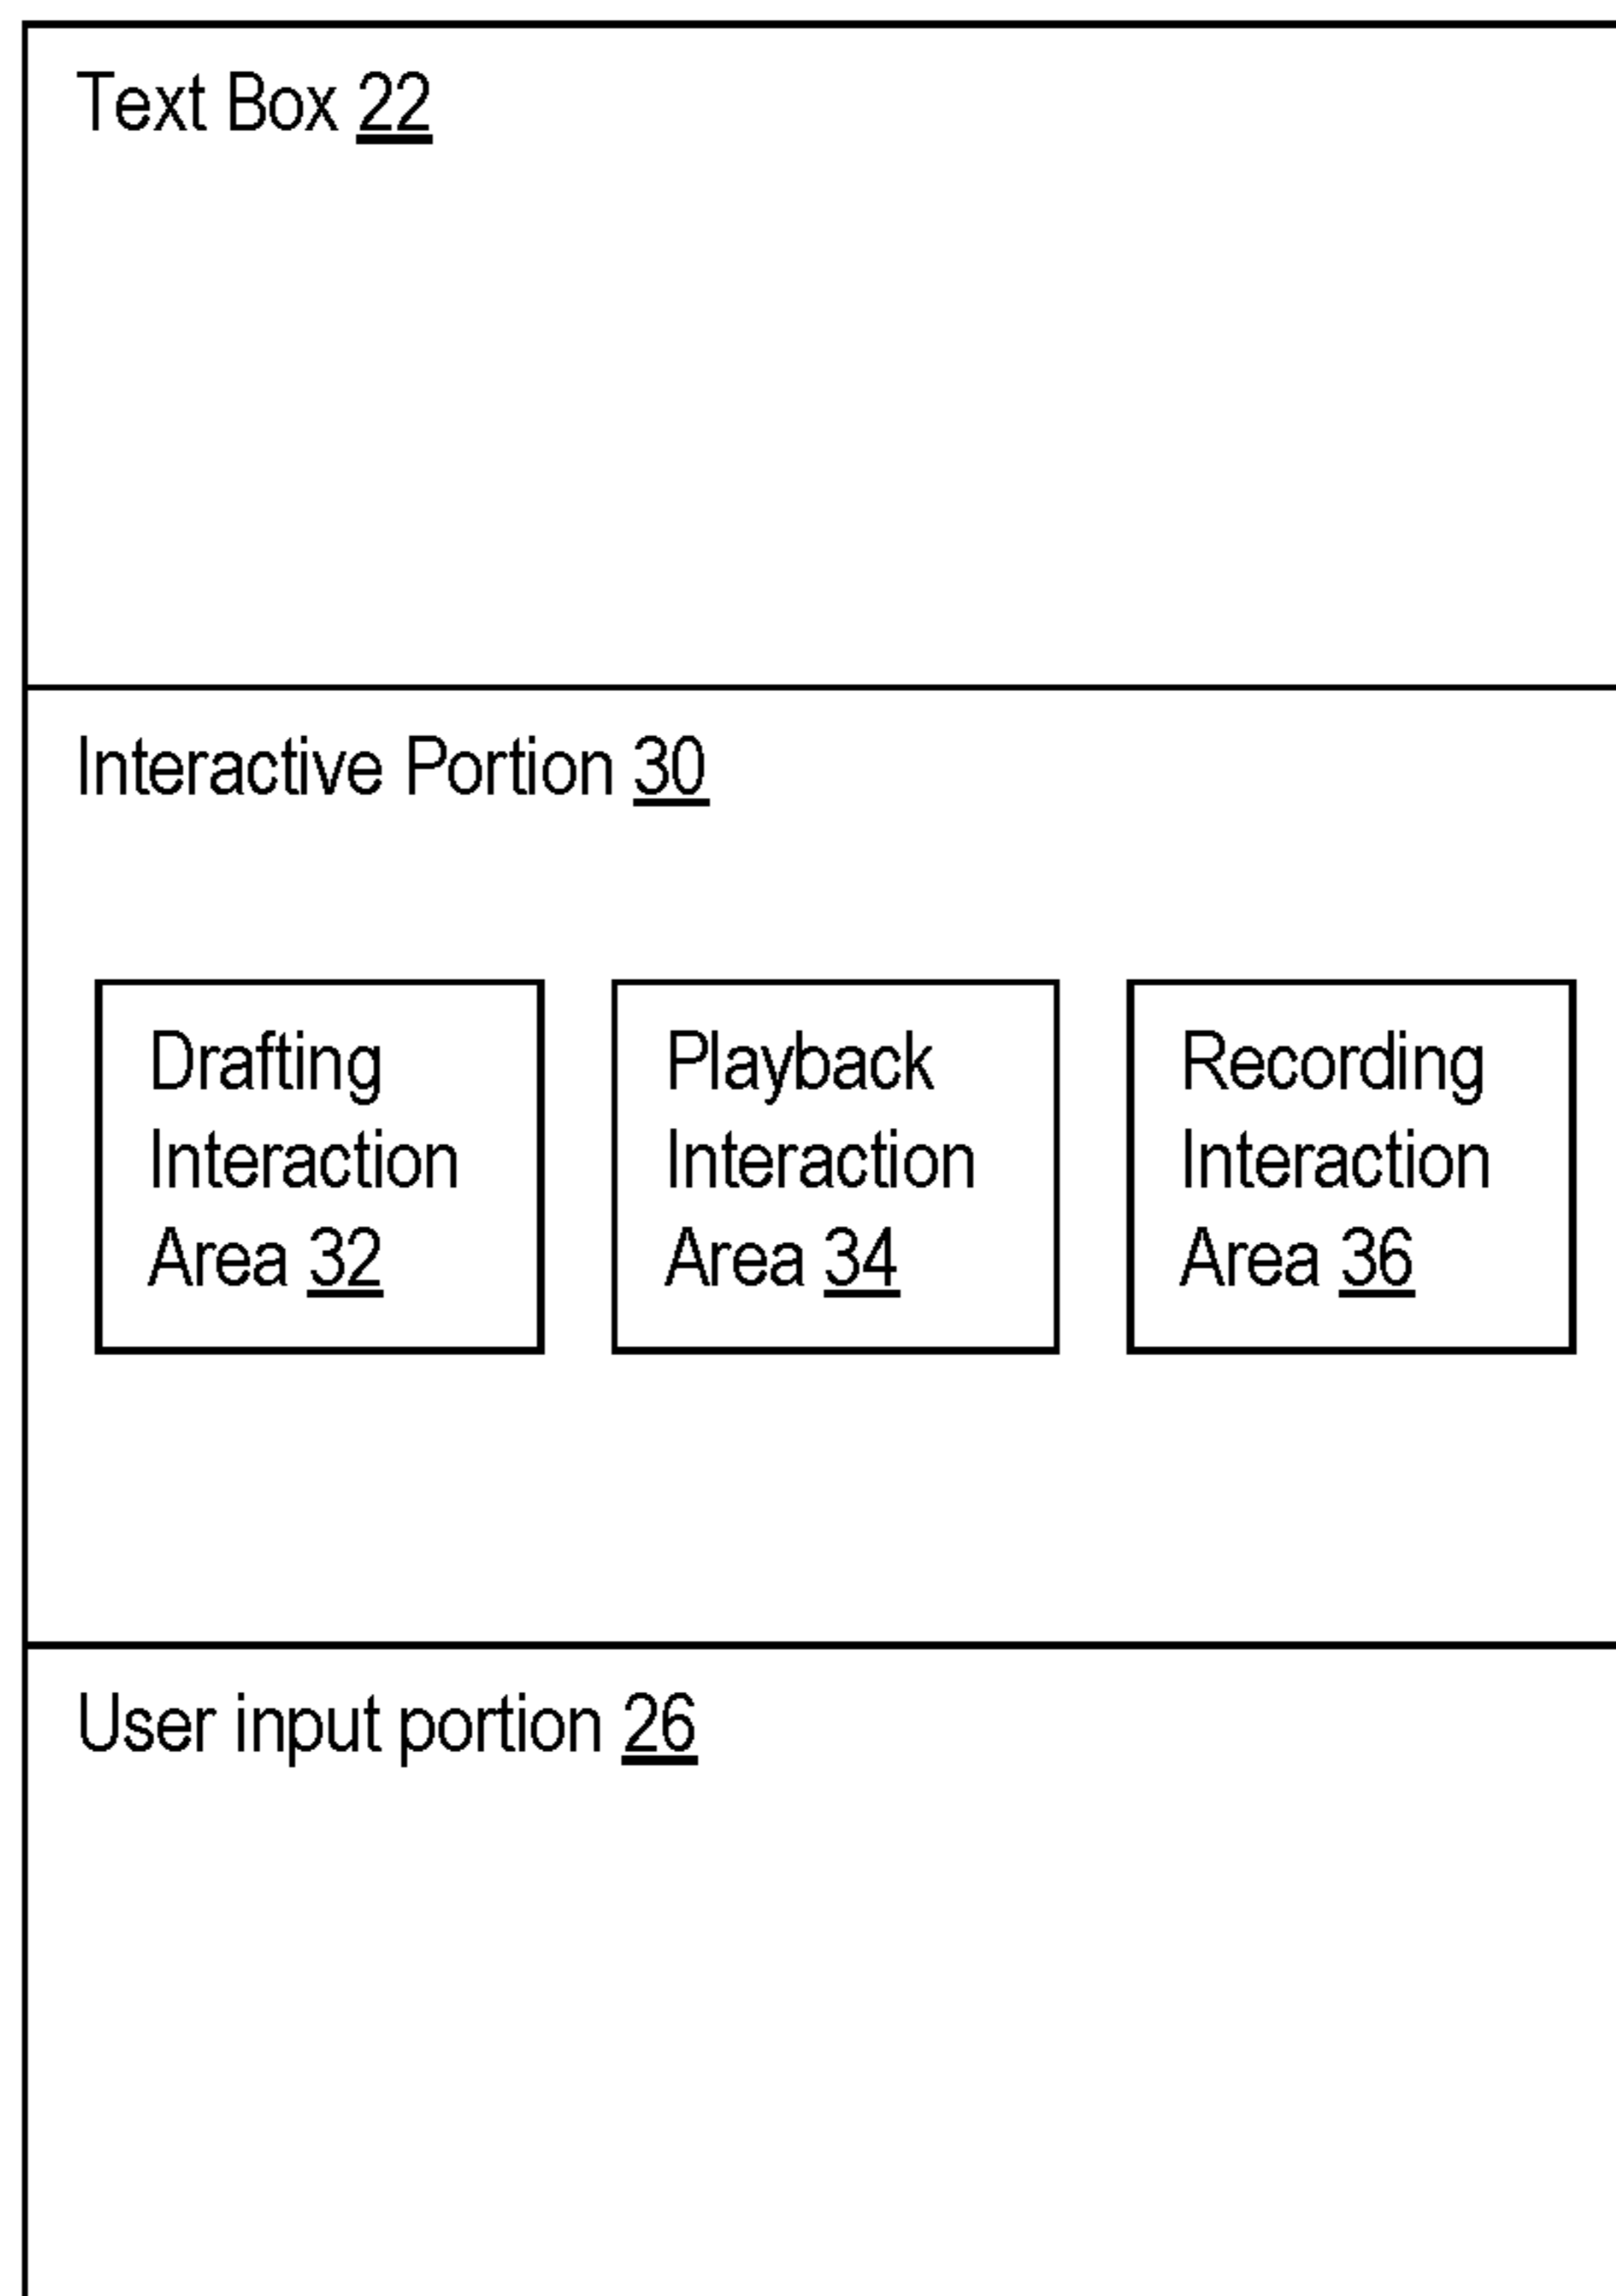 Text Box 22
Interactive Portion 30
Drafting
Interaction
Area 32
Playback
Interaction
Area 34
Recording
Interaction
Area 36
User input portion 26